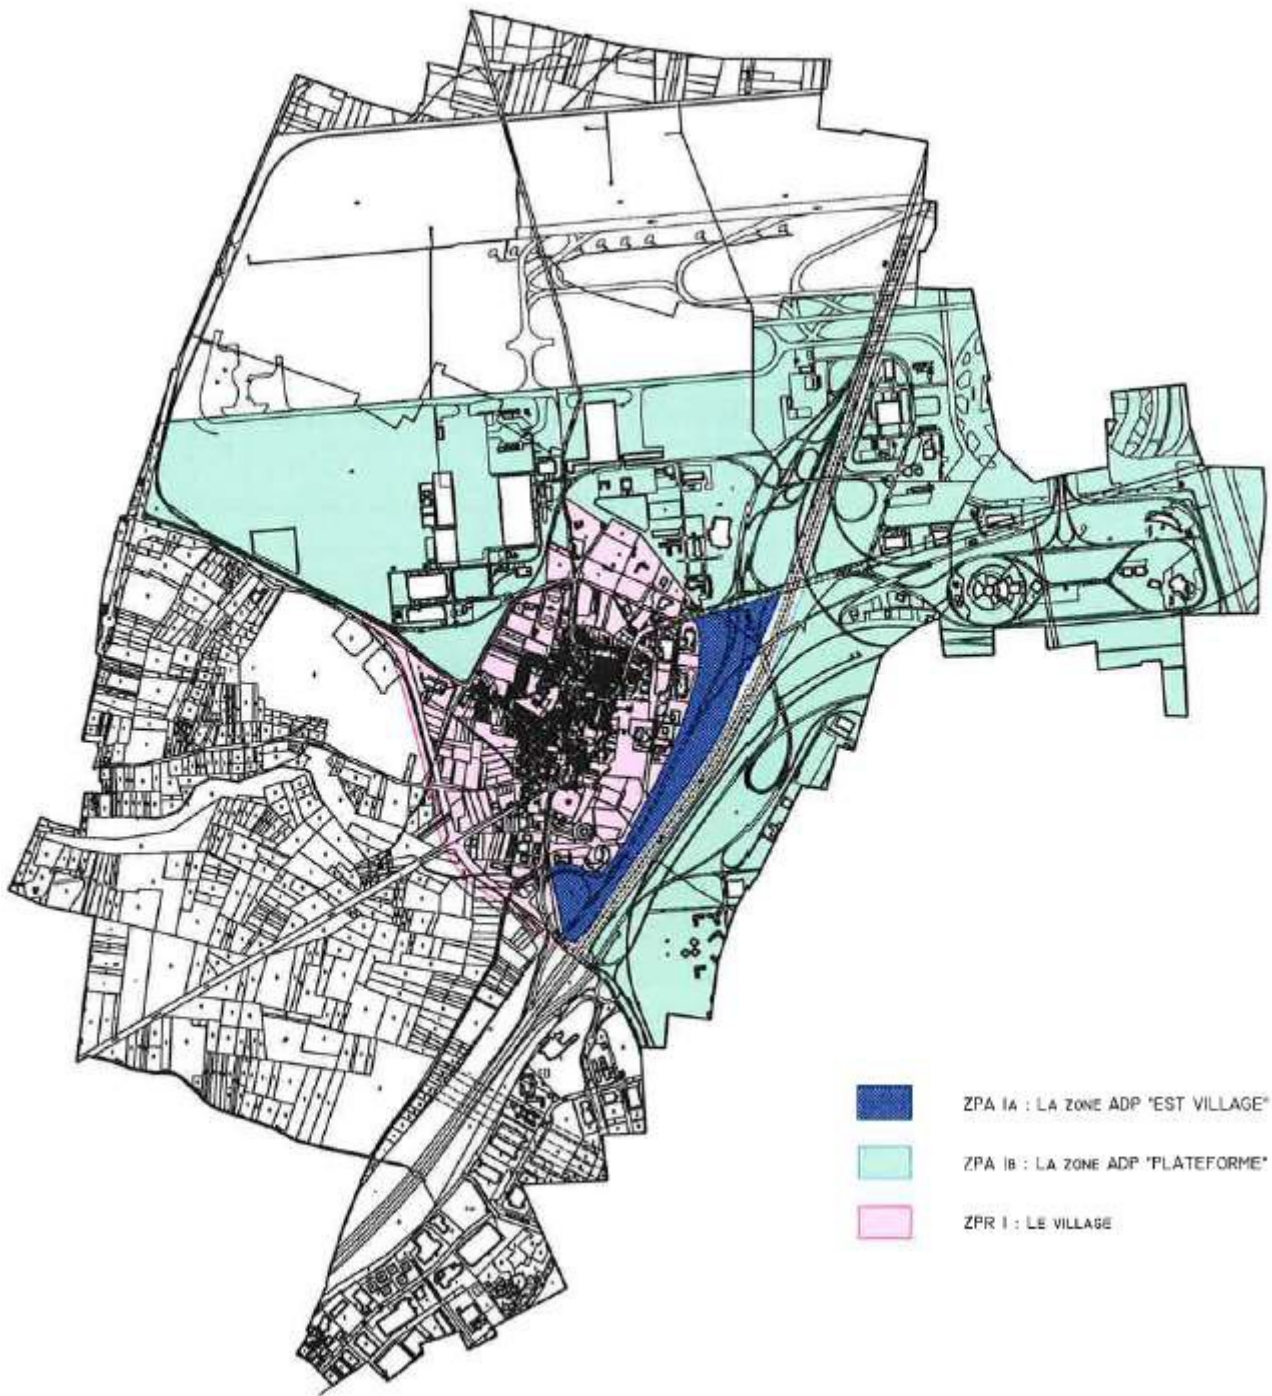 ZPA IA : LA ZONE ADP "EST VILLAGE"
ZPA IB : LA ZONE ADP "PLATEFORME"
ZPR I : LE VILLAGE